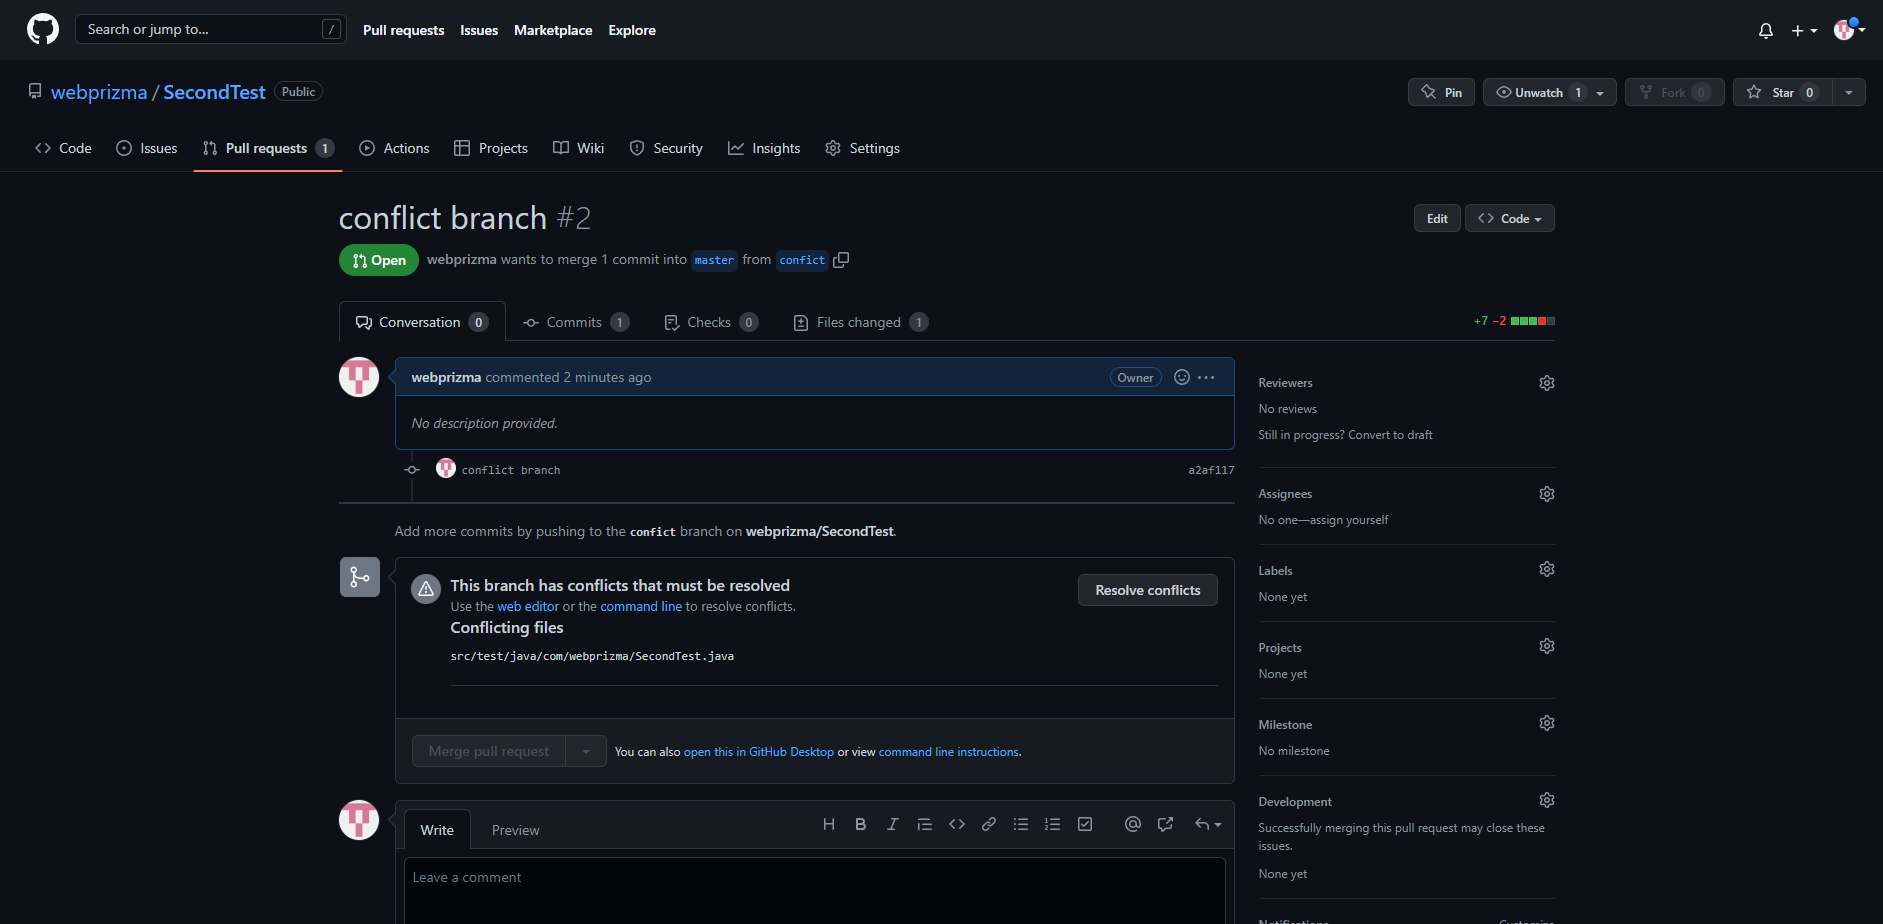 Search or jump to... / Pull requests Issues Marketplace Explore
webprizma / SecondTest Public Pin Unwatch 1 Fork 0 Star 0
Code Issues Pull requests 1 Actions Projects Wiki Security Insights Settings
conflict branch #2 Edit Code
Open webprizma wants to merge 1 commit into master from confict
Conversation 0 Commits 1 Checks 0 Files changed 1 +7 −2
webprizma commented 2 minutes ago Owner
No description provided.
conflict branch a2af117
Add more commits by pushing to the confict branch on webprizma/SecondTest.
This branch has conflicts that must be resolved
Use the web editor or the command line to resolve conflicts.
Resolve conflicts
Conflicting files
src/test/java/com/webprizma/SecondTest.java
Merge pull request You can also open this in GitHub Desktop or view command line instructions.
Write Preview
Leave a comment
Reviewers
No reviews
Still in progress? Convert to draft
Assignees
No one—assign yourself
Labels
None yet
Projects
None yet
Milestone
No milestone
Development
Successfully merging this pull request may close these
issues.
None yet
Notifications Customize